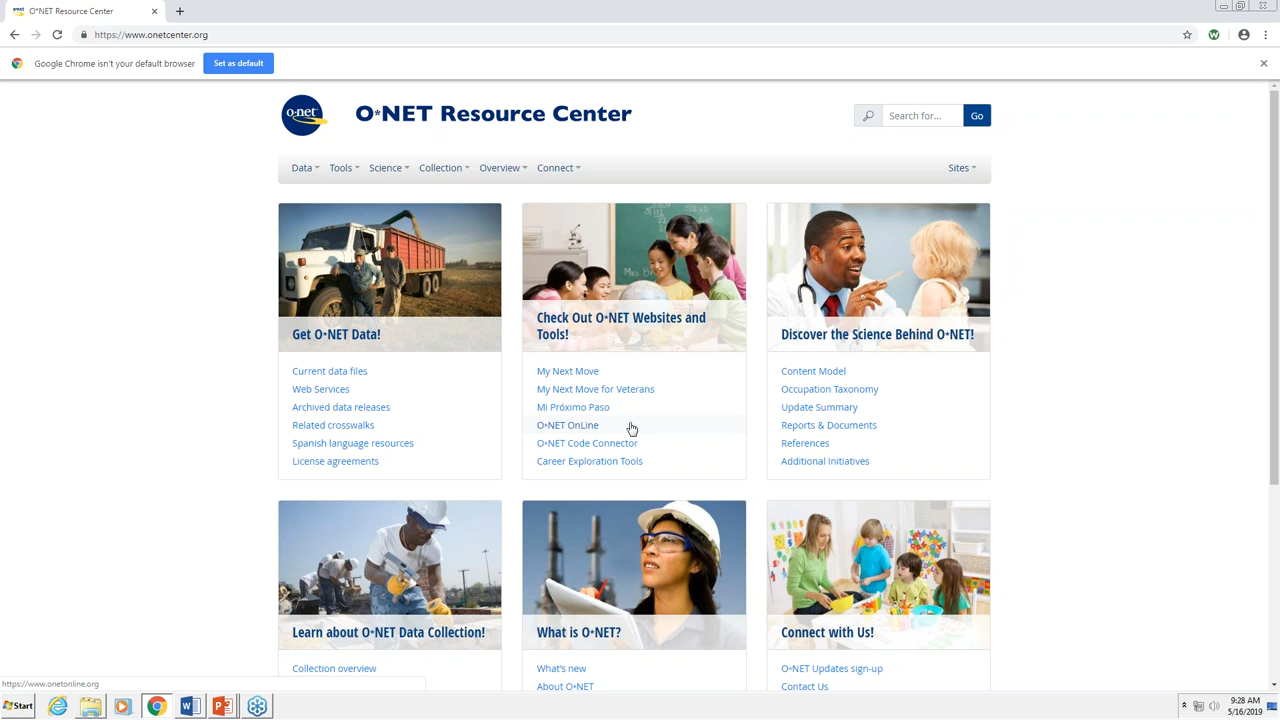 O*NET Resource Center
https://www.onetcenter.org
Google Chrome isn't your default browser
Set as default
o·net
O*NET Resource Center
Search for...
Go
Data
Tools
Science
Collection
Overview
Connect
Sites
Get O*NET Data!
Current data files
Web Services
Archived data releases
Related crosswalks
Spanish language resources
License agreements
Check Out O*NET Websites and
Tools!
My Next Move
My Next Move for Veterans
Mi Próximo Paso
O*NET OnLine
O*NET Code Connector
Career Exploration Tools
Discover the Science Behind O*NET!
Content Model
Occupation Taxonomy
Update Summary
Reports & Documents
References
Additional Initiatives
Learn about O*NET Data Collection!
Collection overview
What is O*NET?
What's new
About O*NET
Connect with Us!
O*NET Updates sign-up
Contact Us
https://www.onetonline.org
Start
9:28 AM
5/16/2019